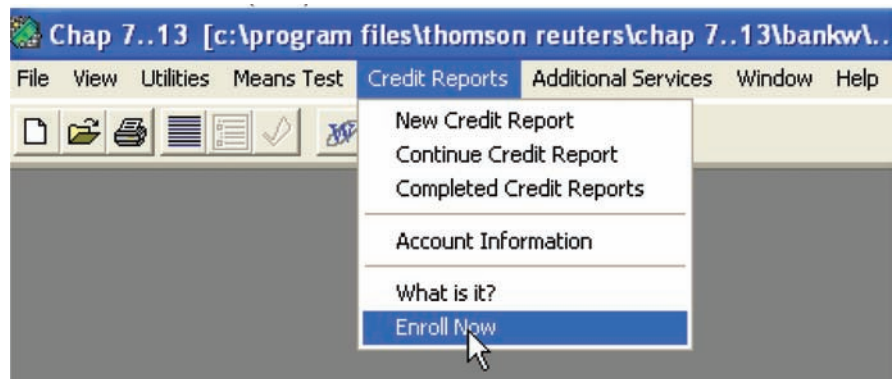 Chap 7..13 [c:\program files\thomson reuters\chap 7..13\bankw\..
File View Utilities Means Test Credit Reports Additional Services Window Help
New Credit Report
Continue Credit Report
Completed Credit Reports
Account Information
What is it?
Enroll Now